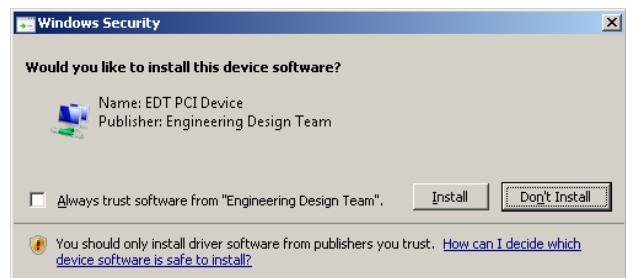 Windows Security
Would you like to install this device software?
Name: EDT PCI Device
Publisher: Engineering Design Team
Always trust software from "Engineering Design Team".
Install
Don't Install
You should only install driver software from publishers you trust. How can I decide which
device software is safe to install?